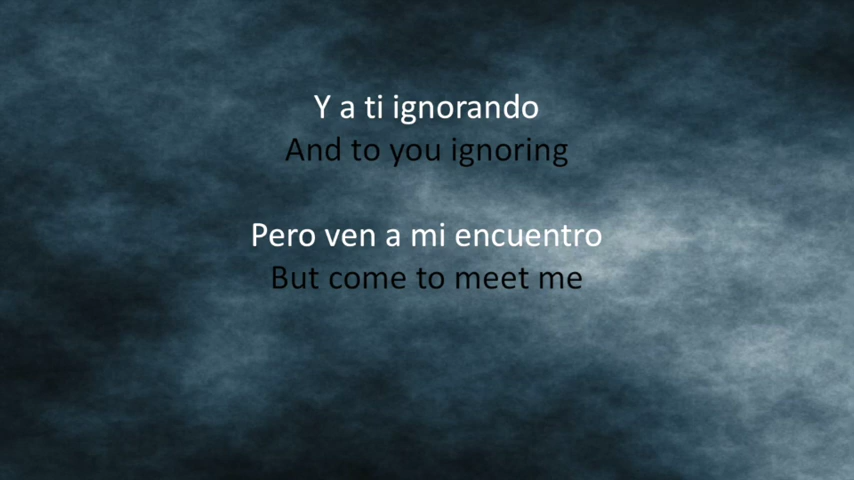 Y a ti ignorando
And to you ignoring
Pero ven a mi encuentro
But come to meet me